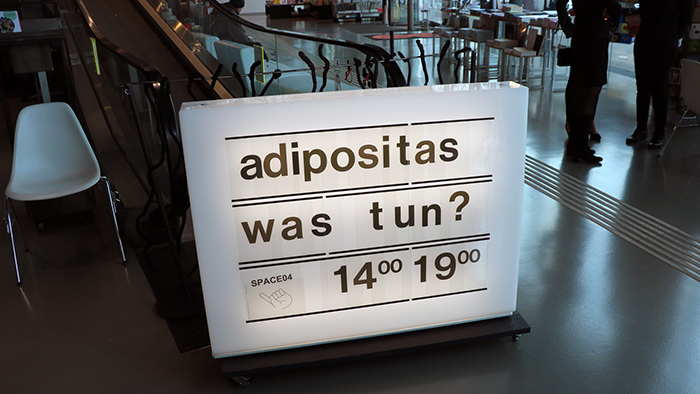 adipositas
was tun?
SPACE04
14⁰⁰ 19⁰⁰